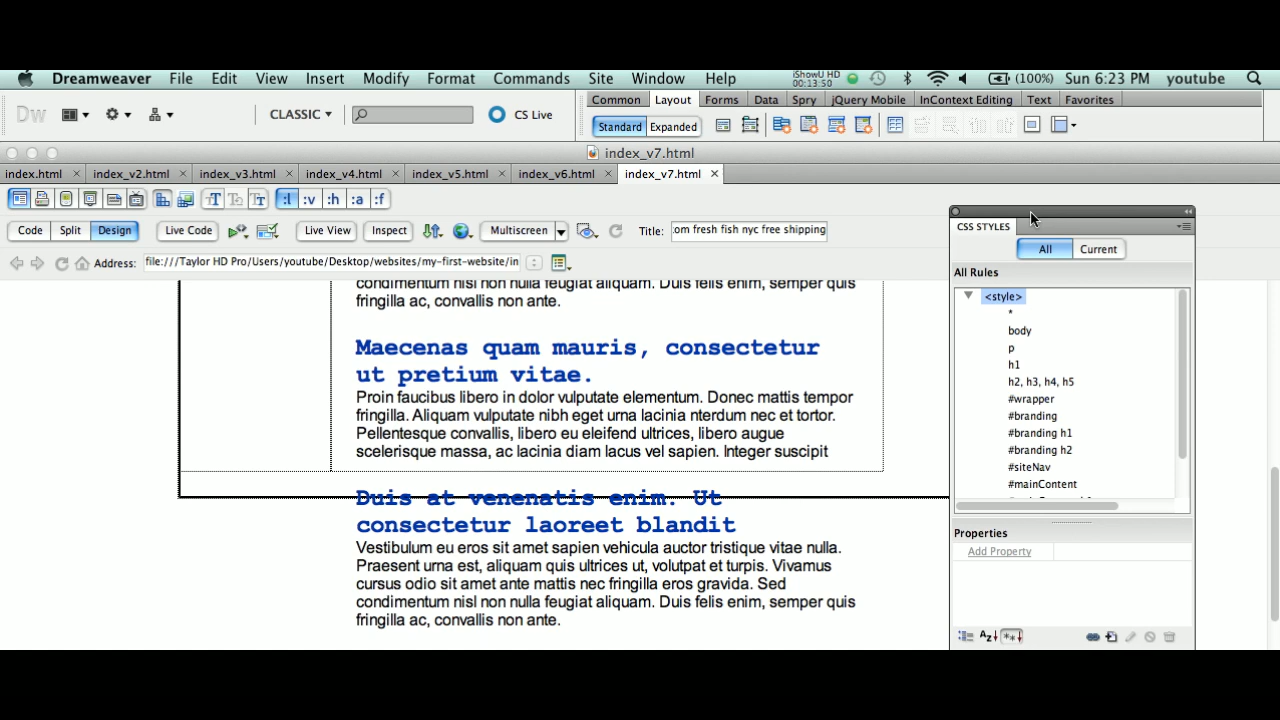 Dreamweaver File Edit View Insert Modify Format Commands Site Window Help iShowU HD 00:13:50 (100%) Sun 6:23 PM youtube
Dw CLASSIC CS Live
Common Layout Forms Data Spry jQuery Mobile InContext Editing Text Favorites
Standard Expanded
index_v7.html
index.html index_v2.html index_v3.html index_v4.html index_v5.html index_v6.html index_v7.html
:l :v :h :a :f
Code Split Design Live Code Live View Inspect Multiscreen Title: om fresh fish nyc free shipping
Address: file:///Taylor HD Pro/Users/youtube/Desktop/websites/my-first-website/in
condimentum nisl non nulla feugiat aliquam. Duis felis enim, semper quis
fringilla ac, convallis non ante.
Maecenas quam mauris, consectetur
ut pretium vitae.
Proin faucibus libero in dolor vulputate elementum. Donec mattis tempor
fringilla. Aliquam vulputate nibh eget urna lacinia nterdum nec et tortor.
Pellentesque convallis, libero eu eleifend ultrices, libero augue
scelerisque massa, ac lacinia diam lacus vel sapien. Integer suscipit
Duis at venenatis enim. Ut
consectetur laoreet blandit
Vestibulum eu eros sit amet sapien vehicula auctor tristique vitae nulla.
Praesent urna est, aliquam quis ultrices ut, volutpat et turpis. Vivamus
cursus odio sit amet ante mattis nec fringilla eros gravida. Sed
condimentum nisl non nulla feugiat aliquam. Duis felis enim, semper quis
fringilla ac, convallis non ante.
CSS STYLES
All Current
All Rules
<style>
*
body
p
h1
h2, h3, h4, h5
#wrapper
#branding
#branding h1
#branding h2
#siteNav
#mainContent
Properties
Add Property